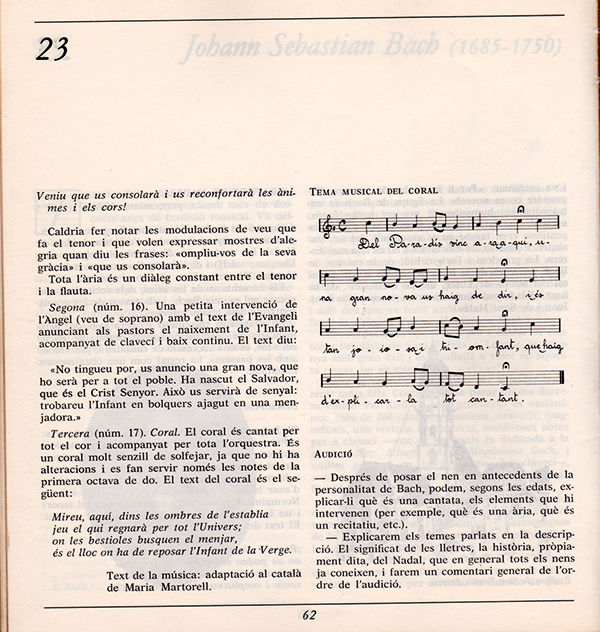 23
Johann Sebastian Bach (1685-1750)
Veniu que us consolarà i us reconfortarà les àni-
mes i els cors!
Caldria fer notar les modulacions de veu que
fa el tenor i que volen expressar mostres d'ale-
gria quan diu les frases: «ompliu-vos de la seva
gràcia» i «que us consolarà».
Tota l'ària és un diàleg constant entre el tenor
i la flauta.
Segona (núm. 16). Una petita intervenció de
l'Àngel (veu de soprano) amb el text de l'Evangeli
anunciant als pastors el naixement de l'Infant,
acompanyat de clavecí i baix continu. El text diu:
«No tingueu por, us anuncio una gran nova, que
ho serà per a tot el poble. Ha nascut el Salvador,
que és el Crist Senyor. Això us servirà de senyal:
trobareu l'Infant en bolquers ajagut en una men-
jadora.»
Tercera (núm. 17). Coral. El coral és cantat per
tot el cor i acompanyat per tota l'orquestra. És
un coral molt senzill de solfejar, ja que no hi ha
alteracions i es fan servir només les notes de la
primera octava de do. El text del coral és el se-
güent:
Mireu, aquí, dins les ombres de l'establia
jeu el qui regnarà per tot l'Univers;
on les bestioles busquen el menjar,
és el lloc on ha de reposar l'Infant de la Verge.
Text de la música: adaptació al català
de Maria Martorell.
TEMA MUSICAL DEL CORAL
Del Pa-ra-dís vinc a-ra a-quí, u-
na gran no-va us haig de dir, i és
tan jo-io-sa i tri-om-fant, que haig
d'ex-pli-car-la tot can-tant.
AUDICIÓ
— Després de posar el nen en antecedents de la
personalitat de Bach, podem, segons les edats, ex-
plicar-li què és una cantata, els elements que hi
intervenen (per exemple, què és una ària, què és
un recitatiu, etc.).
— Explicarem els temes parlats en la descrip-
ció. El significat de les lletres, la història, pròpia-
ment dita, del Nadal, que en general tots els nens
ja coneixen, i farem un comentari general de l'or-
dre de l'audició.
62